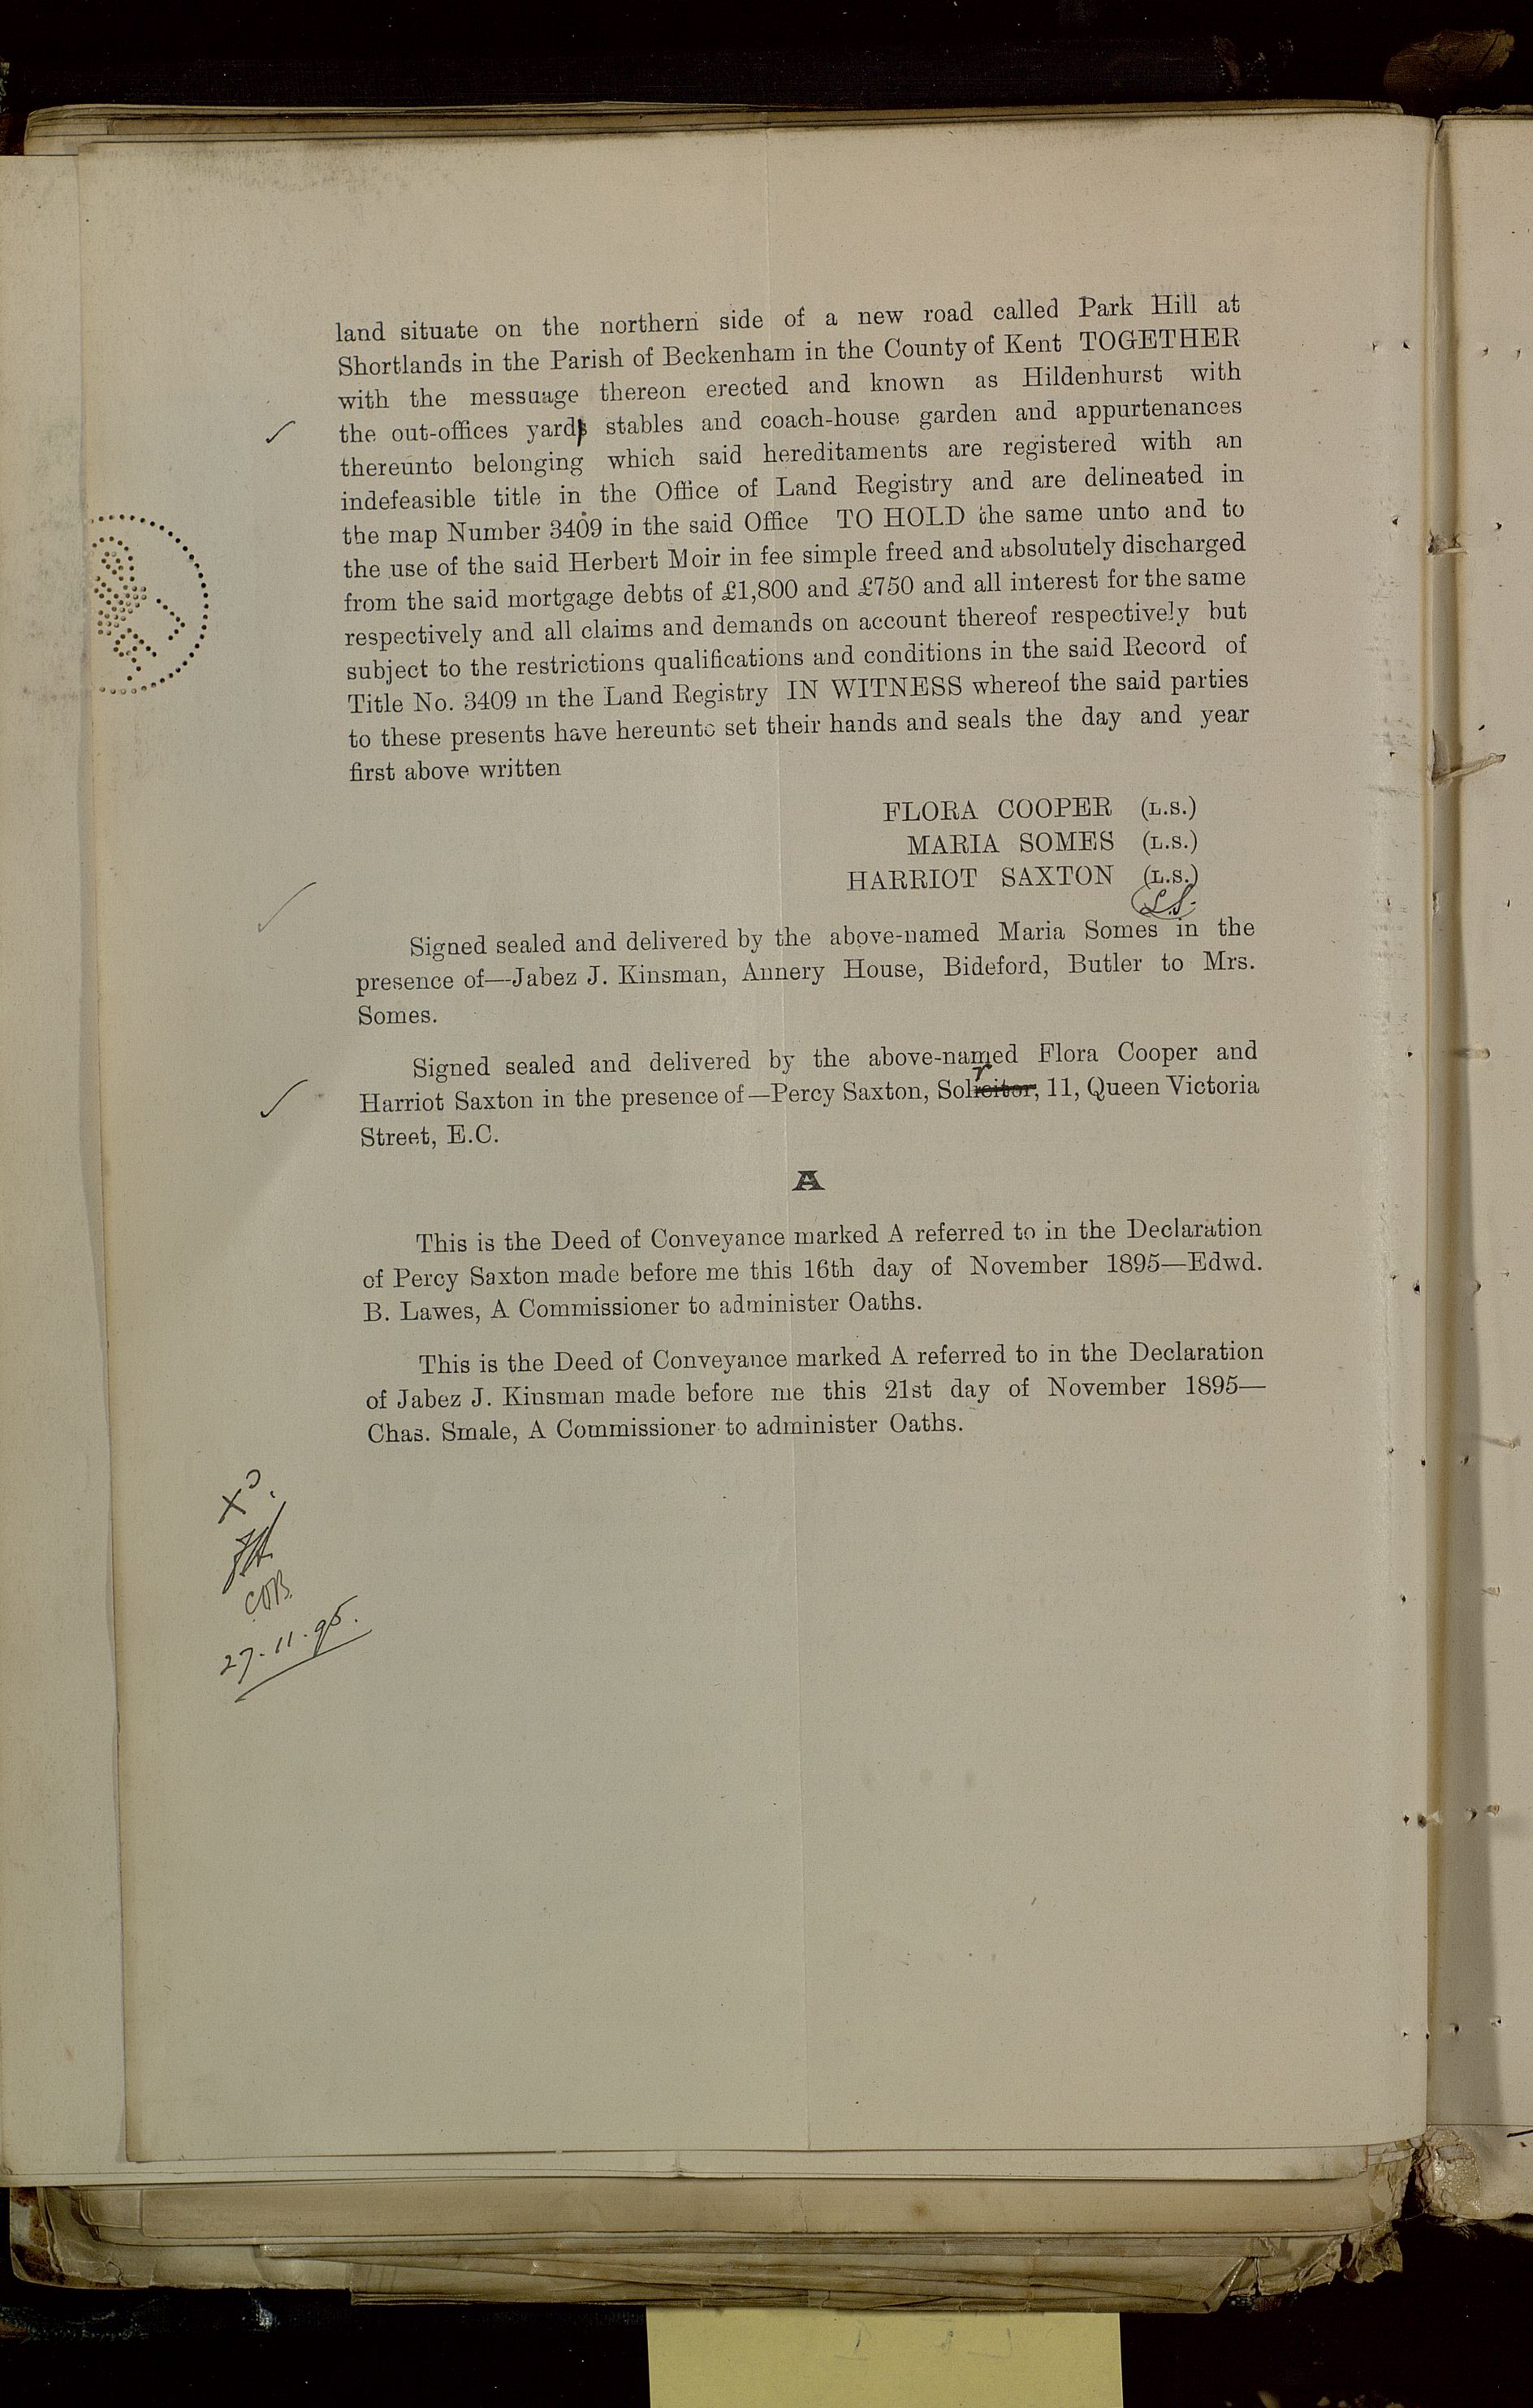 land situate on the northern side of a new road called Park Hill at
Shortlands in the Parish of Beckenham in the County of Kent TOGETHER
with the messuage thereon erected and known as Hildenhurst with
the out-offices yard stables and coach-house garden and appurtenances
thereunto belonging which said hereditaments are registered with an
indefeasible title in the Office of Land Registry and are delineated in
the map Number 3409 in the said Office TO HOLD the same unto and to
the use of the said Herbert Moir in fee simple freed and absolutely discharged
from the said mortgage debts of £1,800 and £750 and all interest for the same
respectively and all claims and demands on account thereof respectively but
subject to the restrictions qualifications and conditions in the said Record of
Title No. 3409 in the Land Registry IN WITNESS whereof the said parties
to these presents have hereunto set their hands and seals the day and year
first above written
FLORA COOPER (L.S.)
MARIA SOMES (L.S.)
HARRIOT SAXTON (L.S.)
L.S.
Signed sealed and delivered by the above-named Maria Somes in the
presence of—Jabez J. Kinsman, Annery House, Bideford, Butler to Mrs.
Somes.
Signed sealed and delivered by the above-named Flora Cooper and
Harriot Saxton in the presence of—Percy Saxton, Solr, 11, Queen Victoria
Street, E.C.
A
This is the Deed of Conveyance marked A referred to in the Declaration
of Percy Saxton made before me this 16th day of November 1895—Edwd.
B. Lawes, A Commissioner to administer Oaths.
This is the Deed of Conveyance marked A referred to in the Declaration
of Jabez J. Kinsman made before me this 21st day of November 1895—
Chas. Smale, A Commissioner to administer Oaths.
27-11-95.